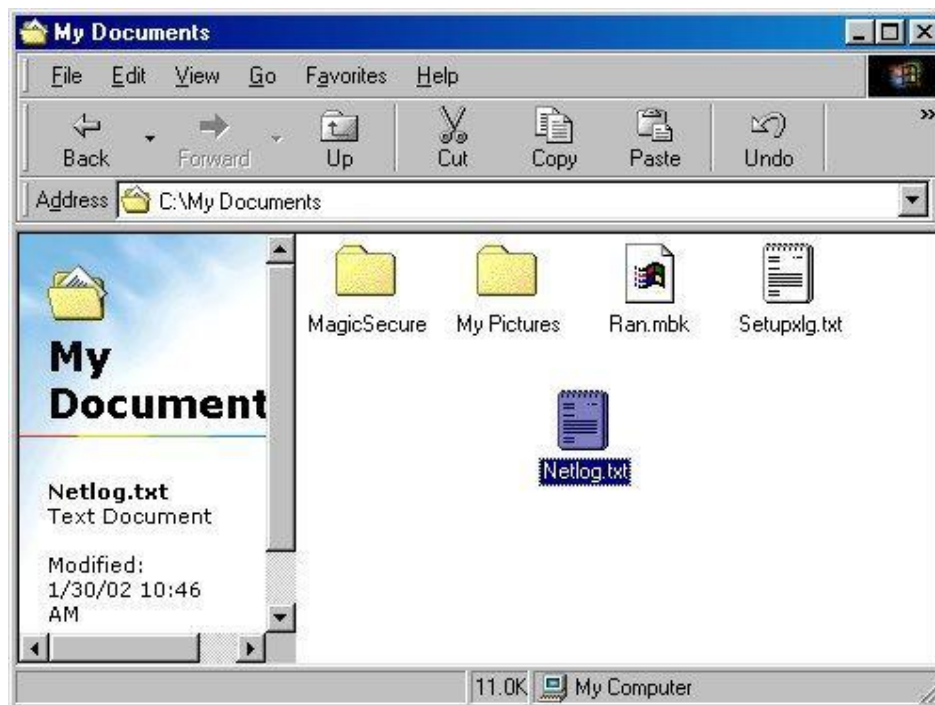 My Documents
File Edit View Go Favorites Help
Back Forward Up Cut Copy Paste Undo »
Address C:\My Documents
MagicSecure My Pictures Ran.mbk Setupxlg.txt
My
Document
Netlog.txt
Netlog.txt
Text Document
Modified:
1/30/02 10:46
AM
11.0K My Computer